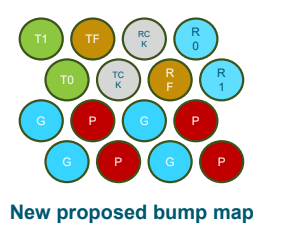 T1 TF RC
K R
0
T0 TC
K R
F R
1
G P G P
G P G P
New proposed bump map